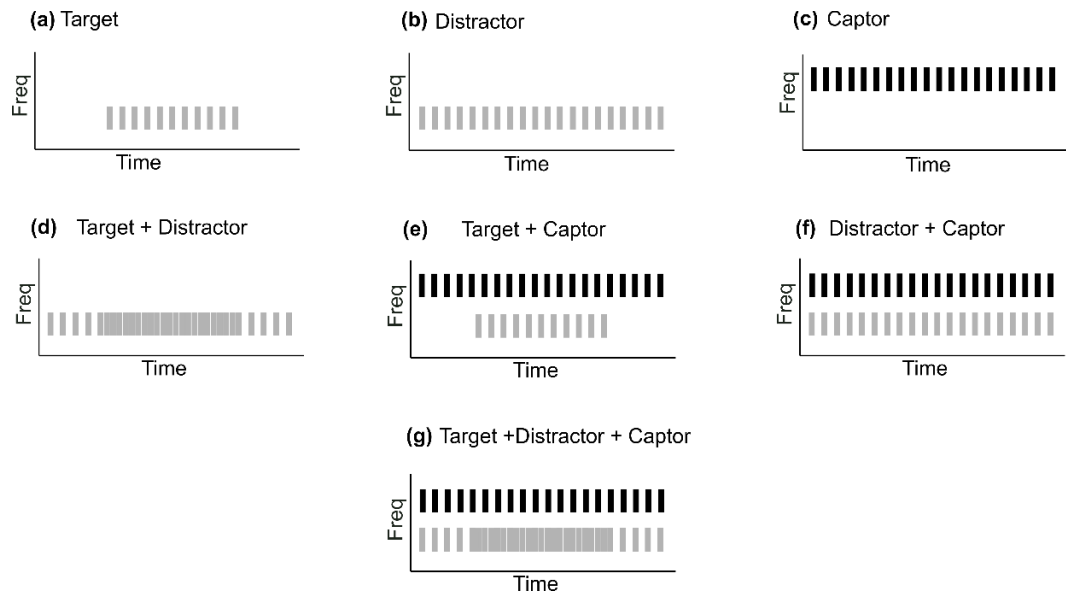 (a) Target
Freq
Time
(b) Distractor
Freq
Time
(c) Captor
Freq
Time
(d) Target + Distractor
Freq
Time
(e) Target + Captor
Freq
Time
(f) Distractor + Captor
Freq
Time
(g) Target +Distractor + Captor
Freq
Time